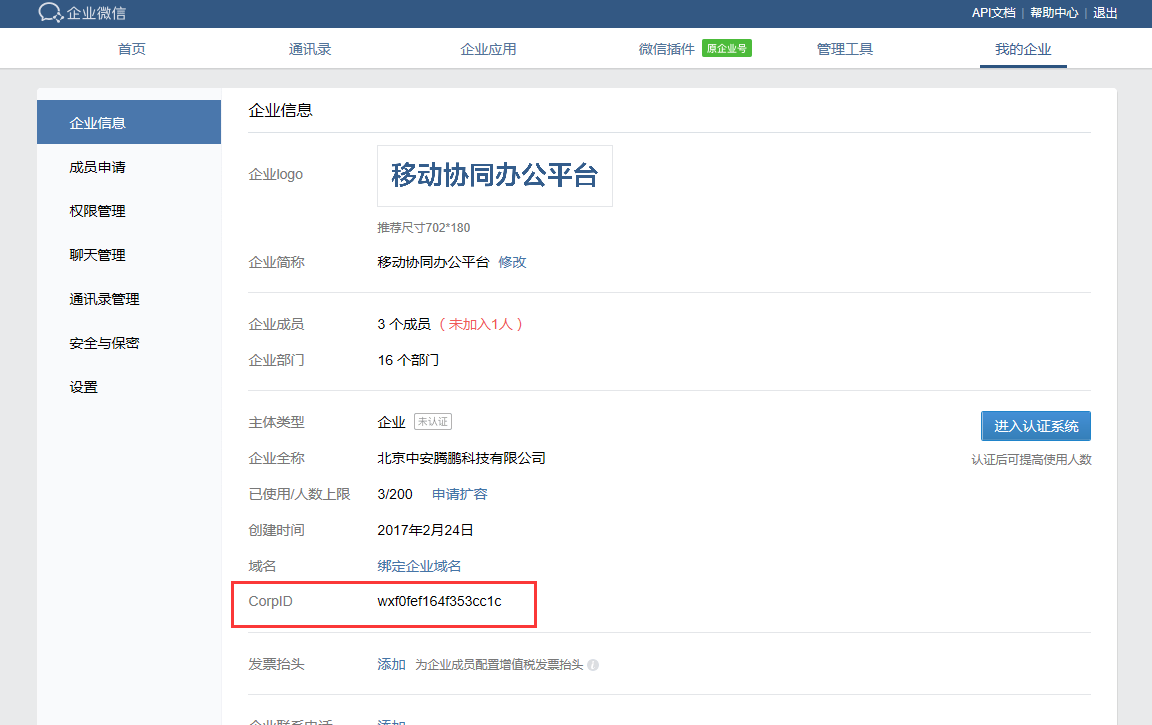 企业微信
API文档 | 帮助中心 | 退出
首页 通讯录 企业应用 微信插件 原企业号 管理工具 我的企业
企业信息
成员申请
权限管理
聊天管理
通讯录管理
安全与保密
设置
企业信息
企业logo 移动协同办公平台
推荐尺寸702*180
企业简称 移动协同办公平台 修改
企业成员 3 个成员 ( 未加入1人 )
企业部门 16 个部门
主体类型 企业 未认证 进入认证系统
认证后可提高使用人数
企业全称 北京中安腾鹏科技有限公司
已使用/人数上限 3/200 申请扩容
创建时间 2017年2月24日
域名 绑定企业域名
CorpID wxf0fef164f353cc1c
发票抬头 添加 为企业成员配置增值税发票抬头
企业联系电话 添加